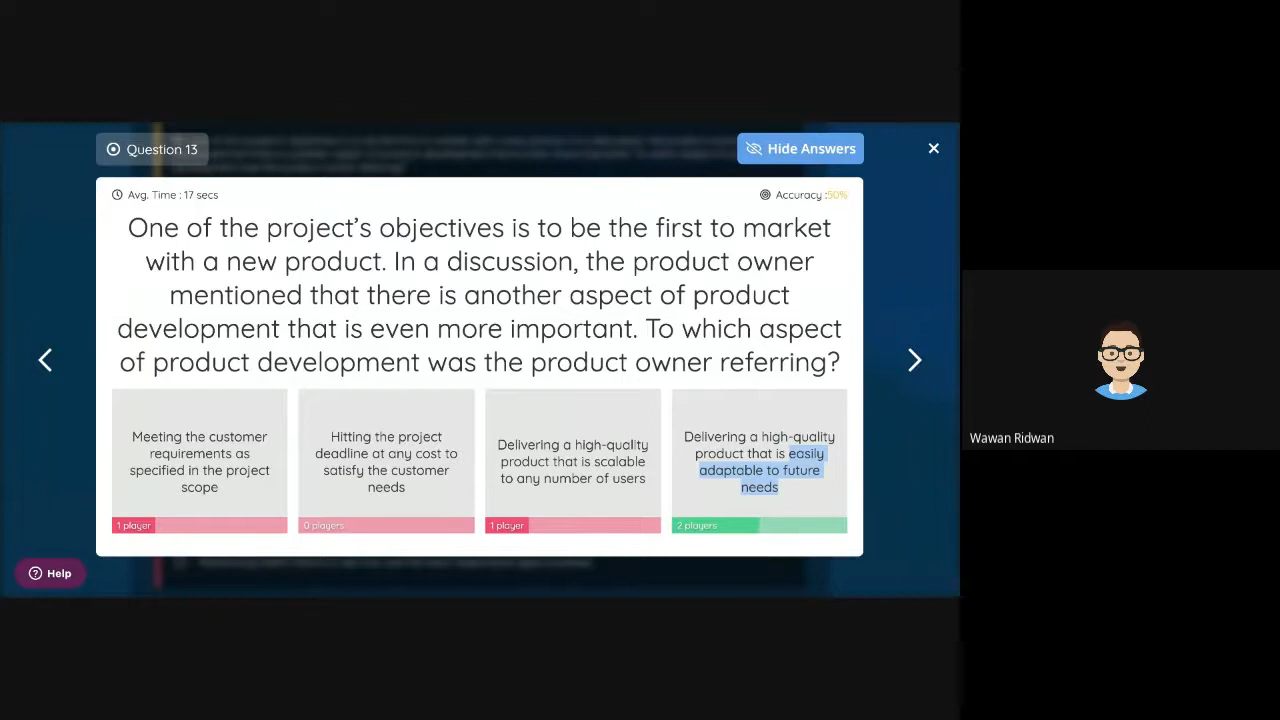 Question 13
Hide Answers
Avg. Time : 17 secs
Accuracy :50%
One of the project's objectives is to be the first to market
with a new product. In a discussion, the product owner
mentioned that there is another aspect of product
development that is even more important. To which aspect
of product development was the product owner referring?
Meeting the customer
requirements as
specified in the project
scope
1 player
Hitting the project
deadline at any cost to
satisfy the customer
needs
0 players
Delivering a high-quality
product that is scalable
to any number of users
1 player
Delivering a high-quality
product that is easily
adaptable to future
needs
2 players
Help
Wawan Ridwan